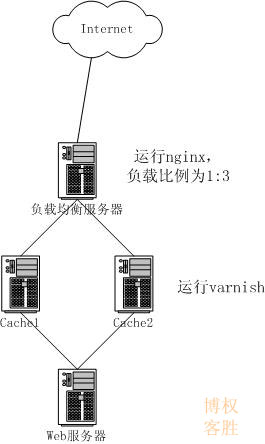 Internet
运行nginx,
负载比例为1:3
负载均衡服务器
运行varnish
Cache1
Cache2
博权
客胜
Web服务器